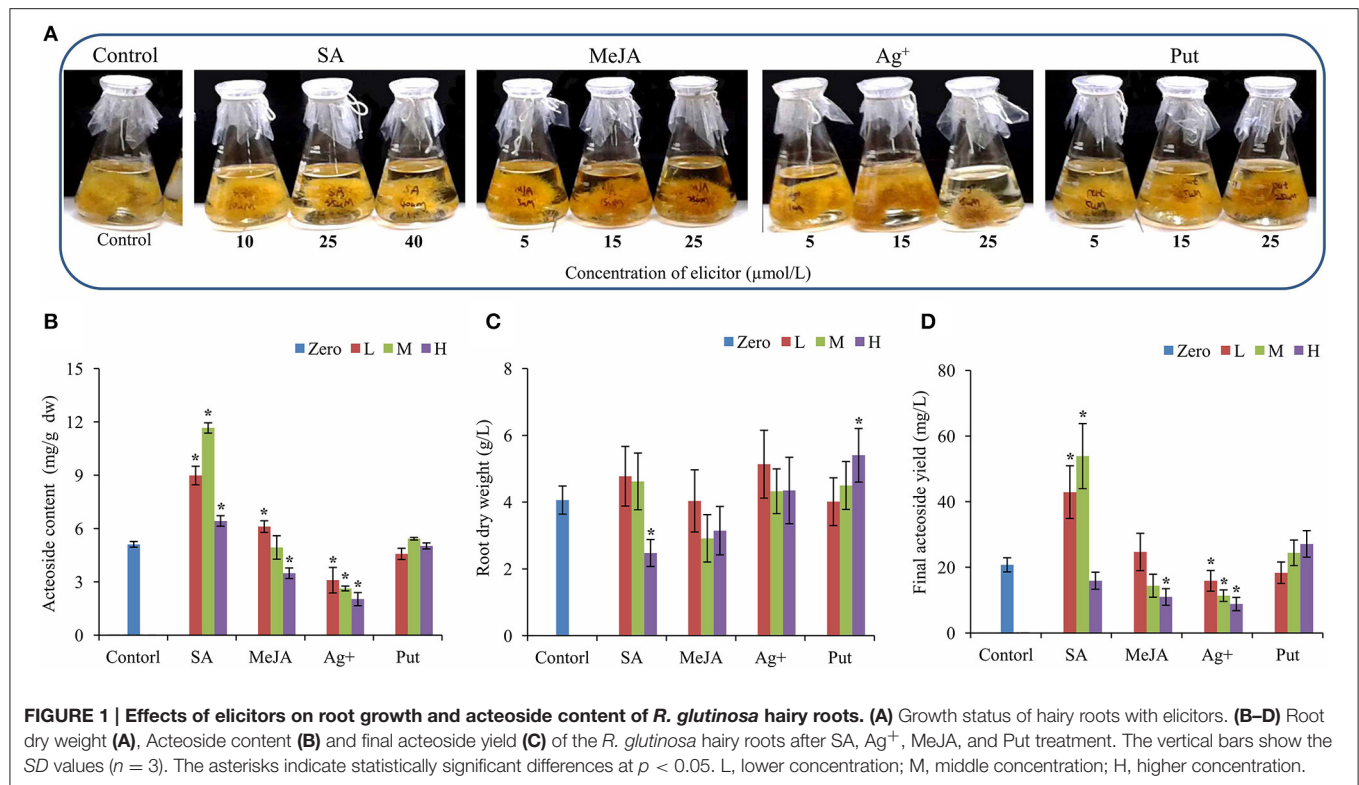 A
Control SA MeJA Ag+ Put
SA 25um SA 40um
Control 10 25 40 5 15 25 5 15 25 5 15 25
Concentration of elicitor (µmol/L)
B
Zero L M H
Acteoside content (mg/g dw)
15
12
9
6
3
0
* * * * * * * *
Contorl SA MeJA Ag+ Put
C
Zero L M H
Root dry weight (g/L)
8
6
4
2
0
* *
Contorl SA MeJA Ag+ Put
D
Zero L M H
Final acteoside yield (mg/L)
80
60
40
20
0
* * * * * *
Contorl SA MeJA Ag+ Put
FIGURE 1 | Effects of elicitors on root growth and acteoside content of R. glutinosa hairy roots. (A) Growth status of hairy roots with elicitors. (B–D) Root
dry weight (A), Acteoside content (B) and final acteoside yield (C) of the R. glutinosa hairy roots after SA, Ag+, MeJA, and Put treatment. The vertical bars show the
SD values (n = 3). The asterisks indicate statistically significant differences at p < 0.05. L, lower concentration; M, middle concentration; H, higher concentration.